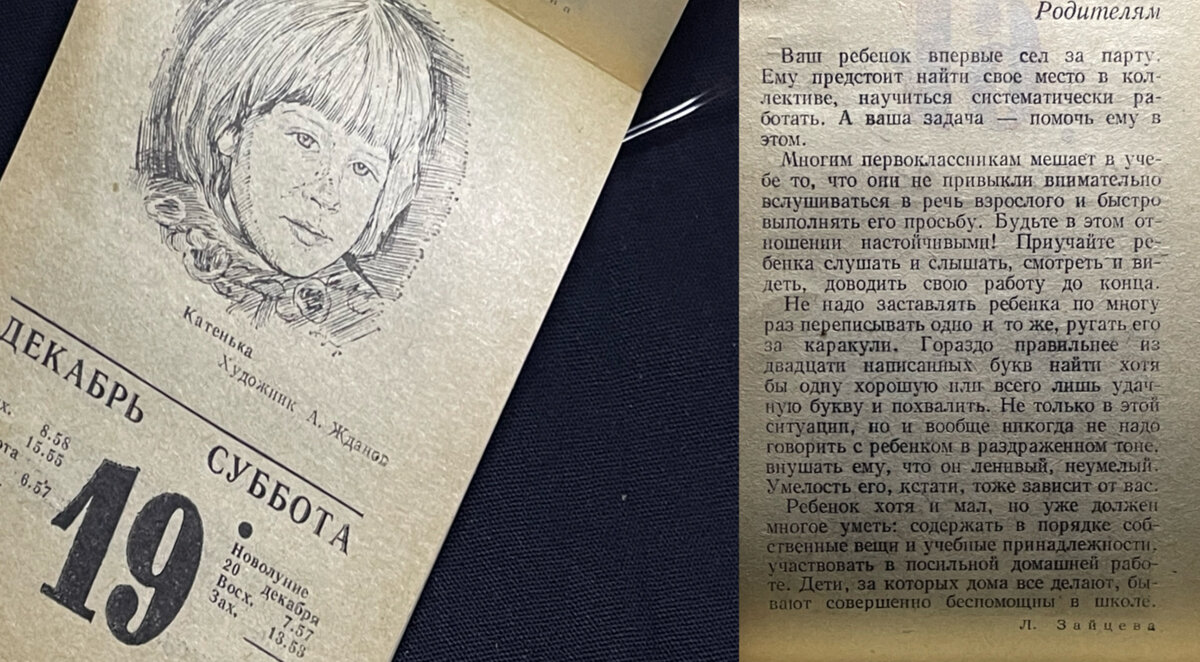 Катенька
Художник А. Жданов
ДЕКАБРЬ
СУББОТА
8.58
15.55
6.57
19
Новолуние
20 декабря
Восх. 7.57
Зах. 13.53
Родителям
Ваш ребенок впервые сел за парту.
Ему предстоит найти свое место в кол-
лективе, научиться систематически ра-
ботать. А ваша задача — помочь ему в
этом.
Многим первоклассникам мешает в уче-
бе то, что они не привыкли внимательно
вслушиваться в речь взрослого и быстро
выполнять его просьбу. Будьте в этом от-
ношении настойчивыми! Приучайте ре-
бенка слушать и слышать, смотреть и ви-
деть, доводить свою работу до конца.
Не надо заставлять ребенка по многу
раз переписывать одно и то же, ругать его
за каракули. Гораздо правильнее из
двадцати написанных букв найти хотя
бы одну хорошую или всего лишь удач-
ную букву и похвалить. Не только в этой
ситуации, но и вообще никогда не надо
говорить с ребенком в раздраженном тоне,
внушать ему, что он ленивый, неумелый.
Умелость его, кстати, тоже зависит от вас.
Ребенок хотя и мал, но уже должен
многое уметь: содержать в порядке соб-
ственные вещи и учебные принадлежности,
участвовать в посильной домашней рабо-
те. Дети, за которых дома все делают, бы-
вают совершенно беспомощны в школе.
Л. Зайцева